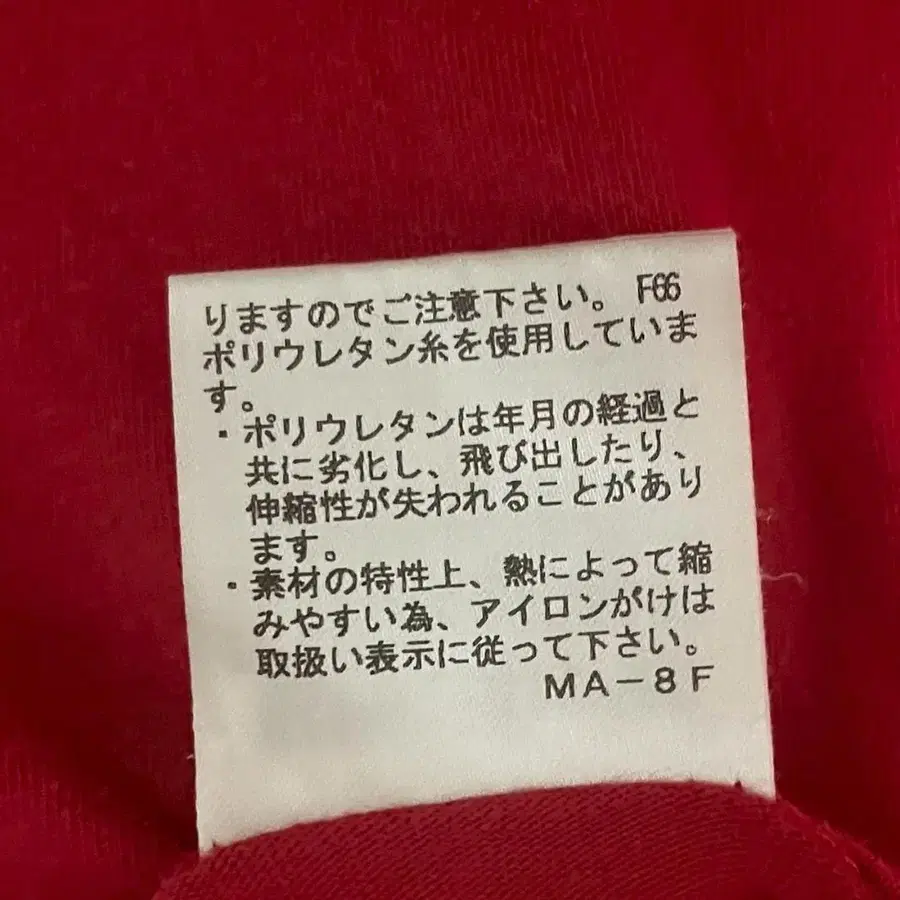 りますのでご注意下さい。 F66
ポリウレタン糸を使用していま
す。
・ポリウレタンは年月の経過と
共に劣化し、飛び出したり、
伸縮性が失われることがあり
ます。
・素材の特性上、熱によって縮
みやすい為、アイロンがけは
取扱い表示に従って下さい。
MA－8F